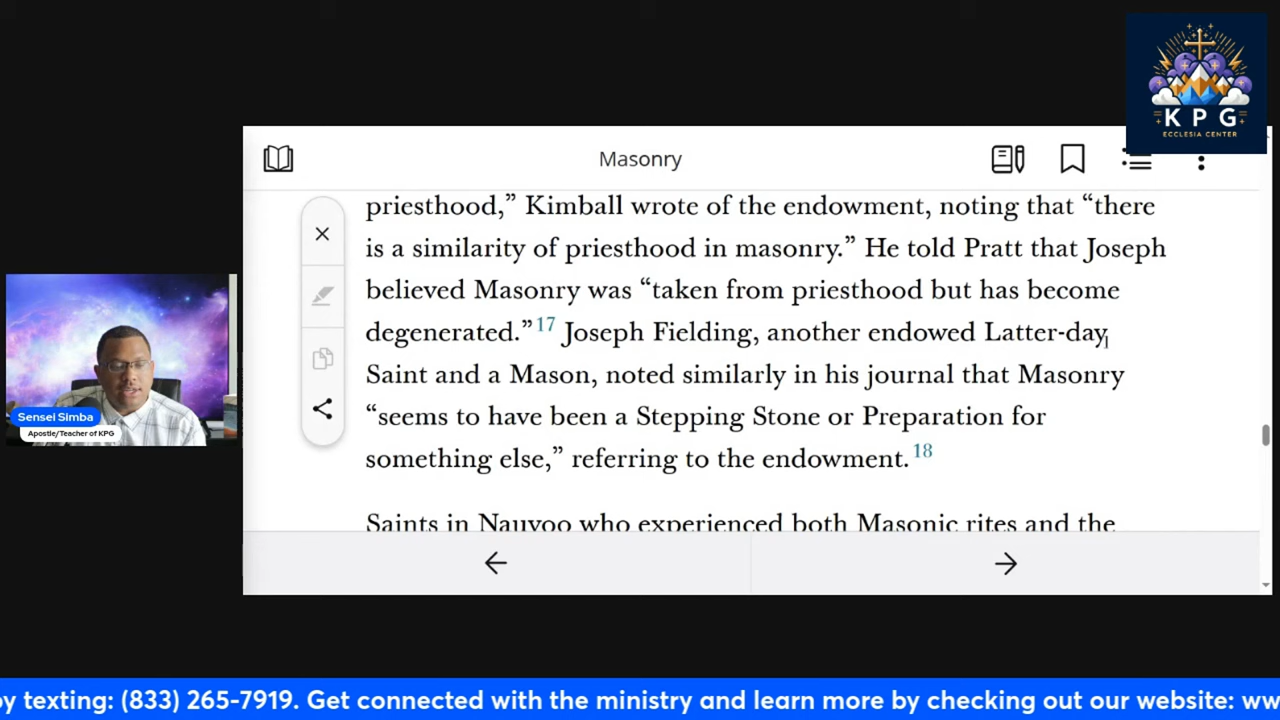 KPG
ECCLESIA CENTER
Masonry
priesthood,” Kimball wrote of the endowment, noting that “there
is a similarity of priesthood in masonry.” He told Pratt that Joseph
believed Masonry was “taken from priesthood but has become
degenerated.”17 Joseph Fielding, another endowed Latter-day
Saint and a Mason, noted similarly in his journal that Masonry
“seems to have been a Stepping Stone or Preparation for
something else,” referring to the endowment.18
Saints in Nauvoo who experienced both Masonic rites and the
Sensei Simba
Apostle/Teacher of KPG
by texting: (833) 265-7919. Get connected with the ministry and learn more by checking out our website: ww